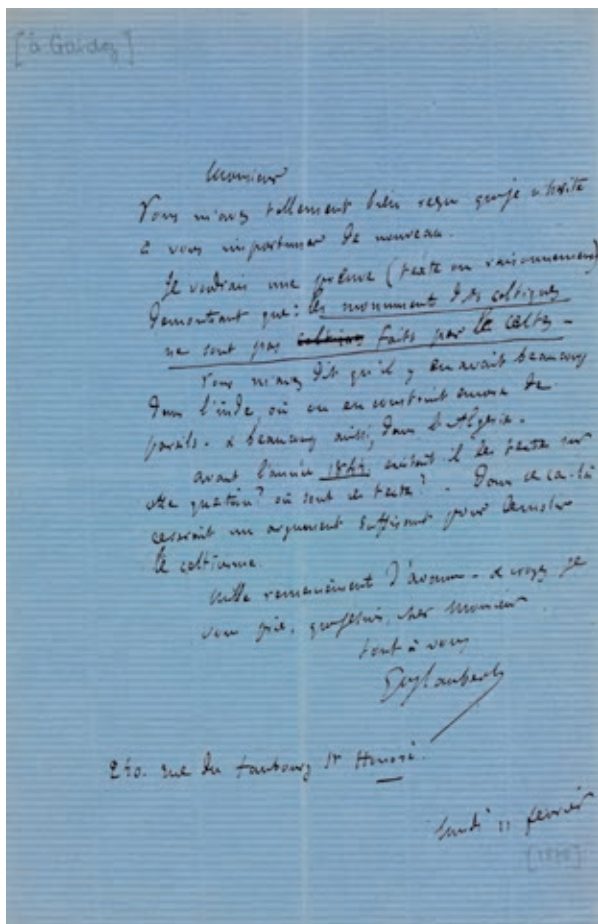 [à Gaidoz]
Monsieur
Vous m'avez tellement bien reçu que je n'hésite
à vous importuner de nouveau.
Je voudrais une preuve (texte ou raisonnement)
démontrant que: les monuments dits celtiques
ne sont pas celtiques faits par les Celtes -
Vous m'avez dit qu'il y en avait beaucoup
dans l'inde, où on en construit encore de
pareils. & beaucoup aussi, dans l'Algérie.
avant l'année existait il des textes sur
cette question? où sont ces textes? - Dans ce cas-là
ce serait un argument suffisant pour démolir
le celticisme.
mille remerciements d'avance - & croyez je
vous prie, que je suis, cher Monsieur
tout à vous
GveFlaubert
240. rue du faubourg St Honoré.
lundi 11 février
[1878]